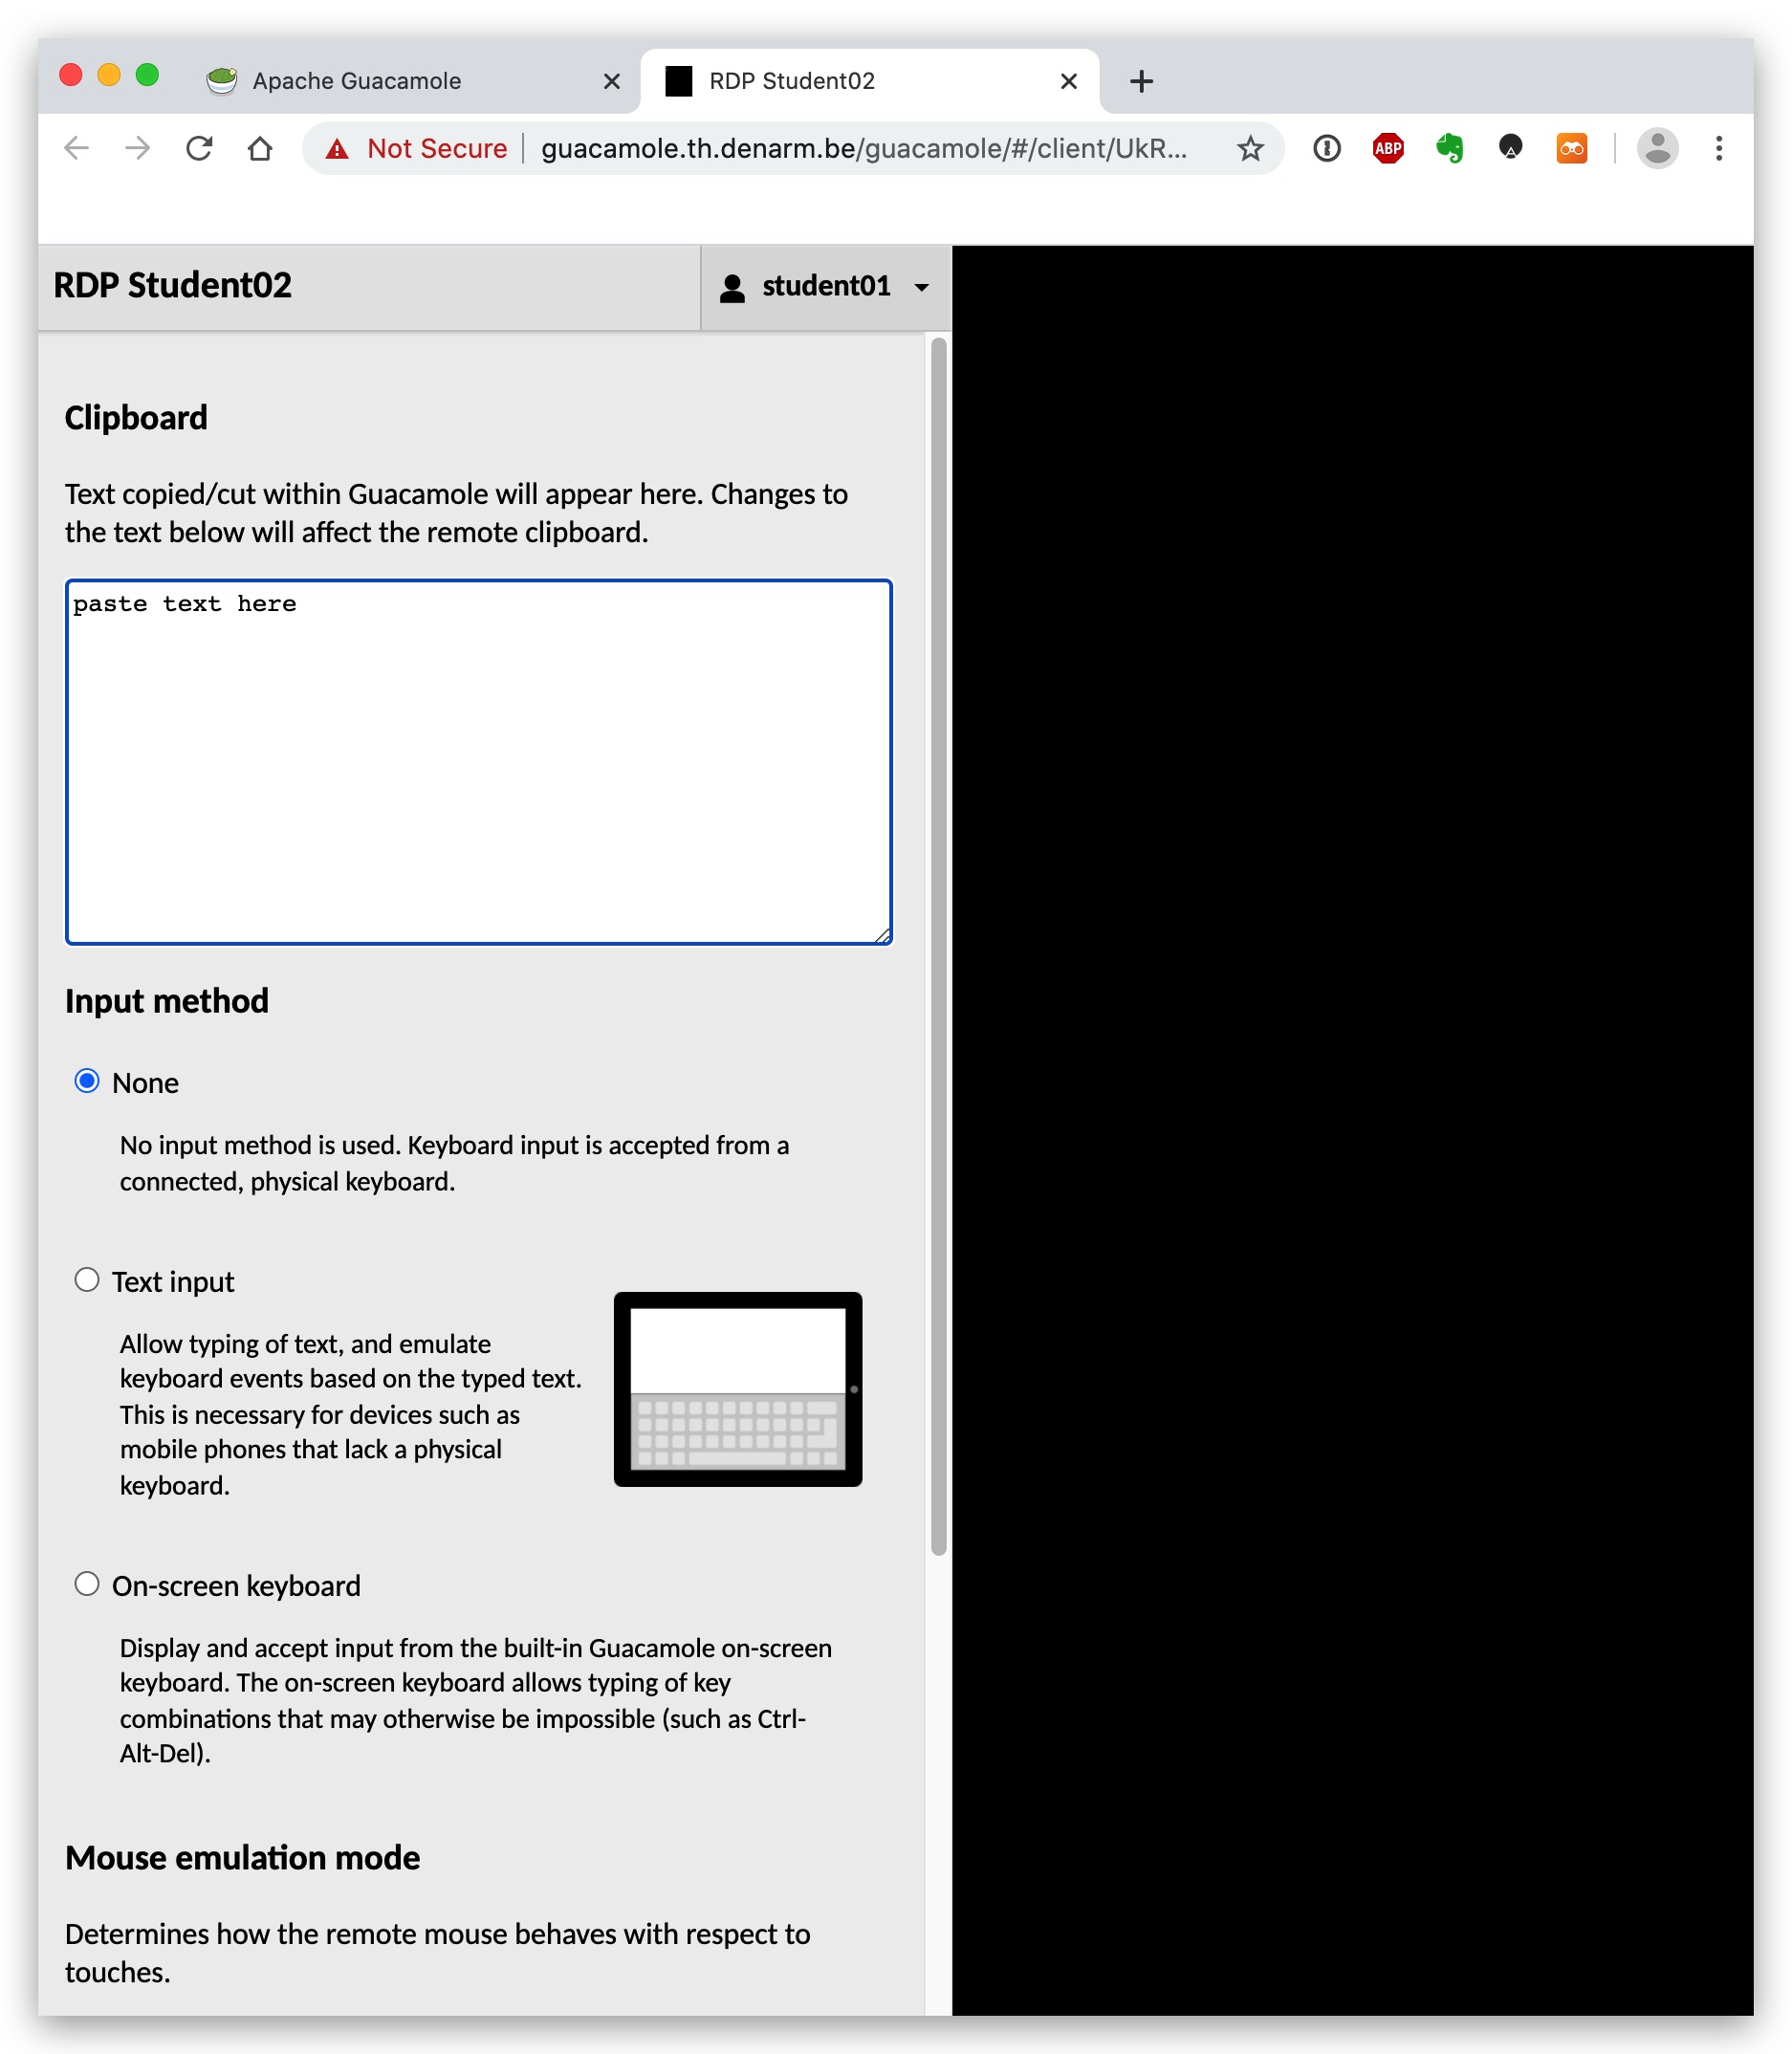 Apache Guacamole
RDP Student02
Not Secure
guacamole.th.denarm.be/guacamole/#/client/UkR...
ABP
RDP Student02
student01
Clipboard
Text copied/cut within Guacamole will appear here. Changes to
the text below will affect the remote clipboard.
paste text here
Input method
None
No input method is used. Keyboard input is accepted from a
connected, physical keyboard.
Text input
Allow typing of text, and emulate
keyboard events based on the typed text.
This is necessary for devices such as
mobile phones that lack a physical
keyboard.
On-screen keyboard
Display and accept input from the built-in Guacamole on-screen
keyboard. The on-screen keyboard allows typing of key
combinations that may otherwise be impossible (such as Ctrl-
Alt-Del).
Mouse emulation mode
Determines how the remote mouse behaves with respect to
touches.